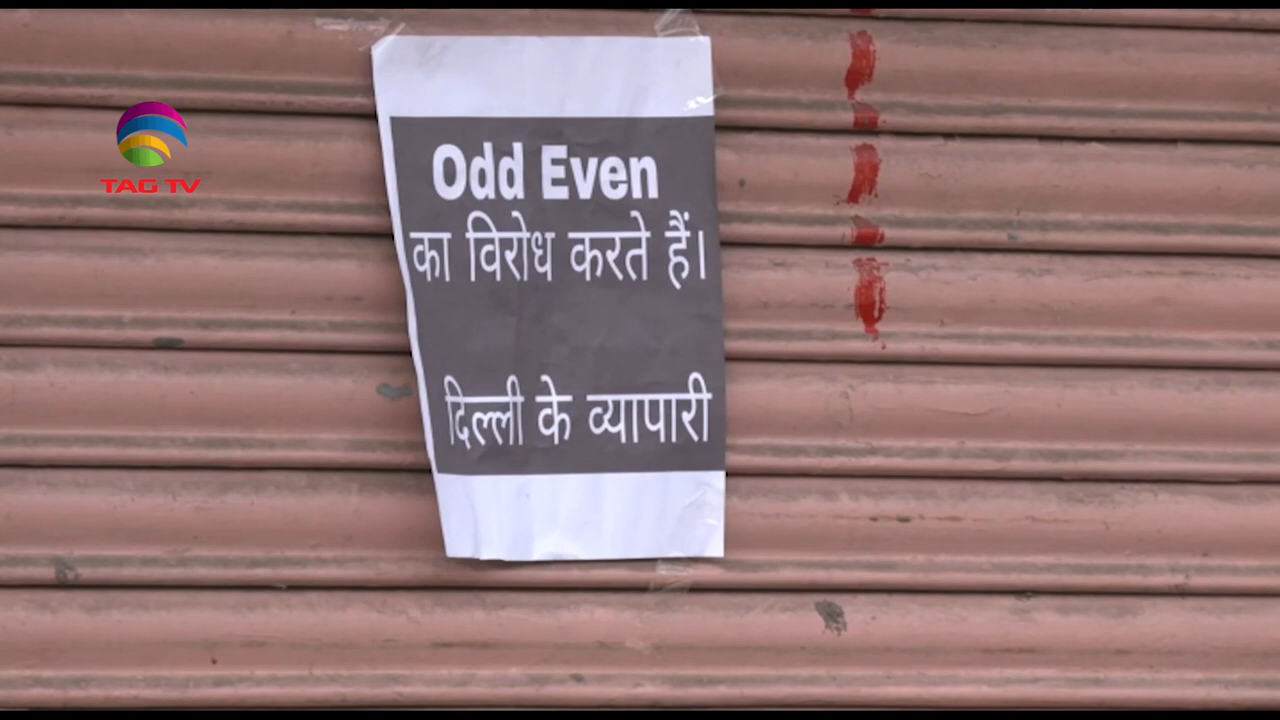 TAG TV
Odd Even
का विरोध करते हैं।
दिल्ली के व्यापारी